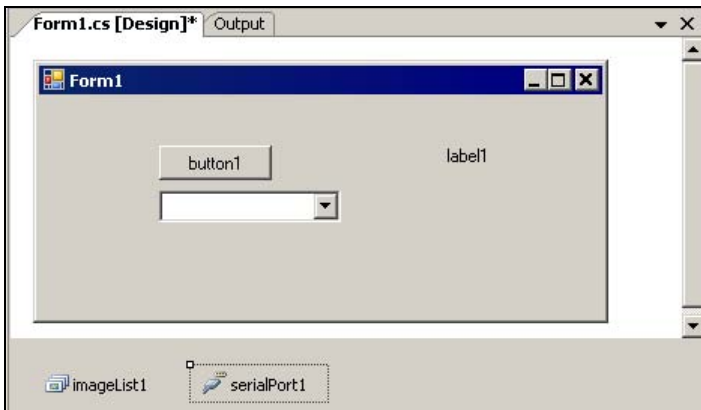 Form1.cs [Design]* Output
Form1
button1 label1
imageList1 serialPort1